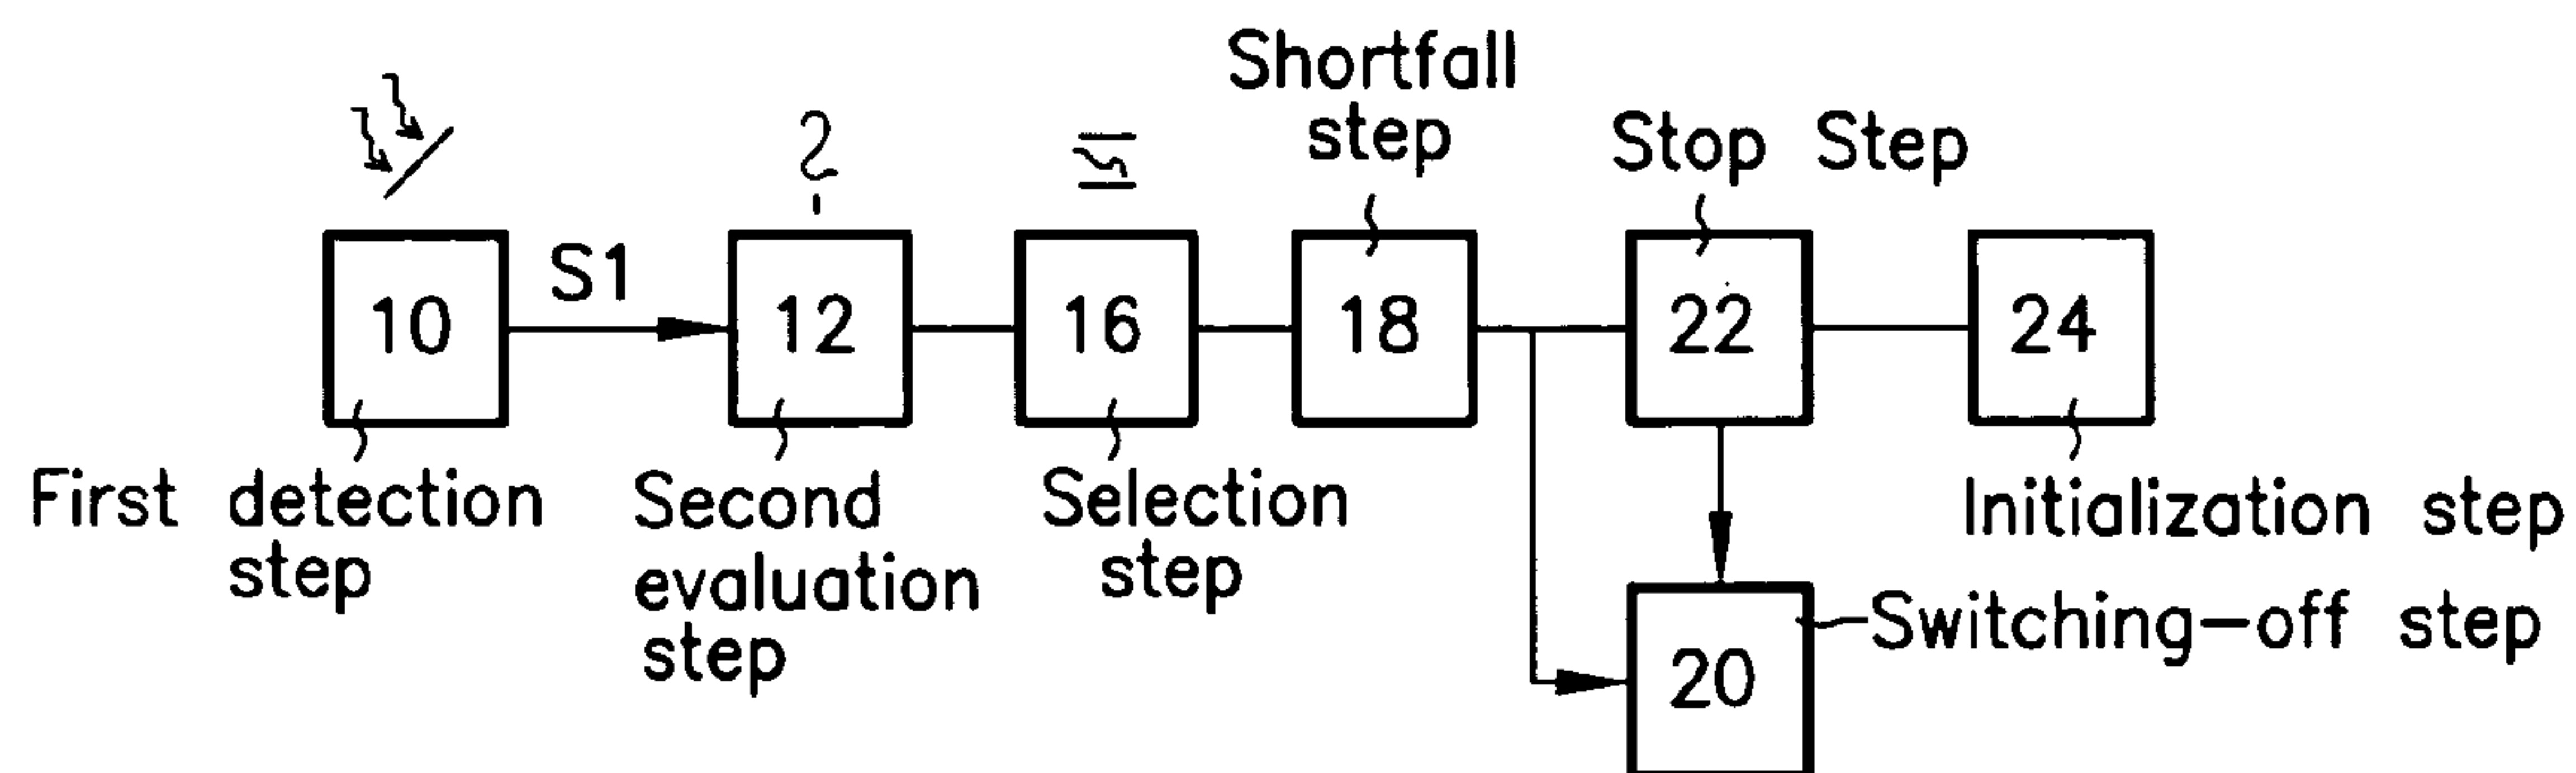 Shortfall
step
Stop Step
S1
10
12
16
18
22
24
First detection
step
Second
evaluation
step
Selection
step
Initialization step
Switching-off step
20